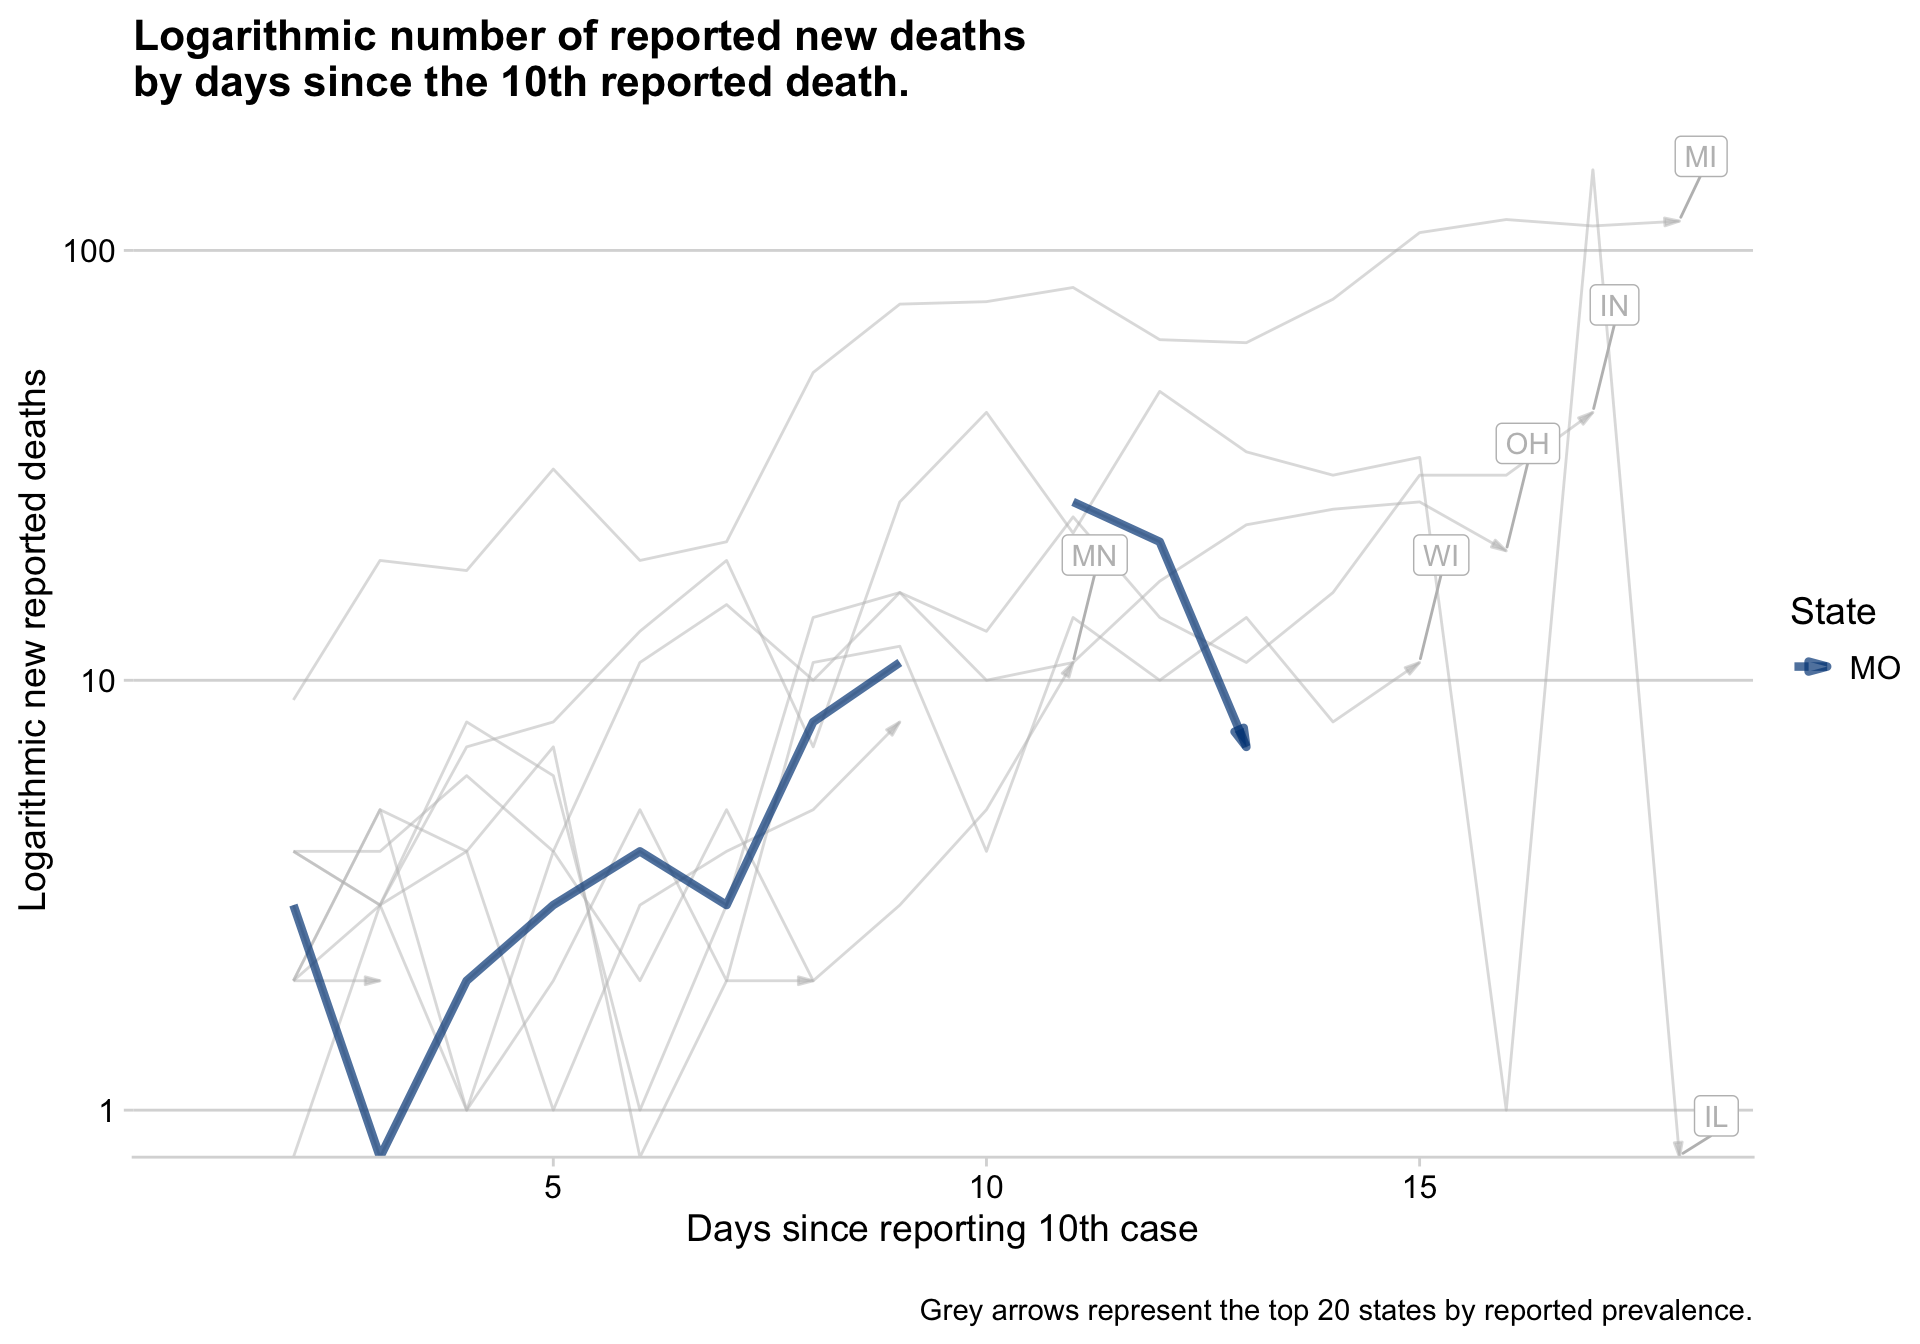 Logarithmic number of reported new deaths
by days since the 10th reported death.
MI
100
IN
OH
MN
WI
Logarithmic new reported deaths
State
MO
10
1
IL
5
10
15
Days since reporting 10th case
Grey arrows represent the top 20 states by reported prevalence.